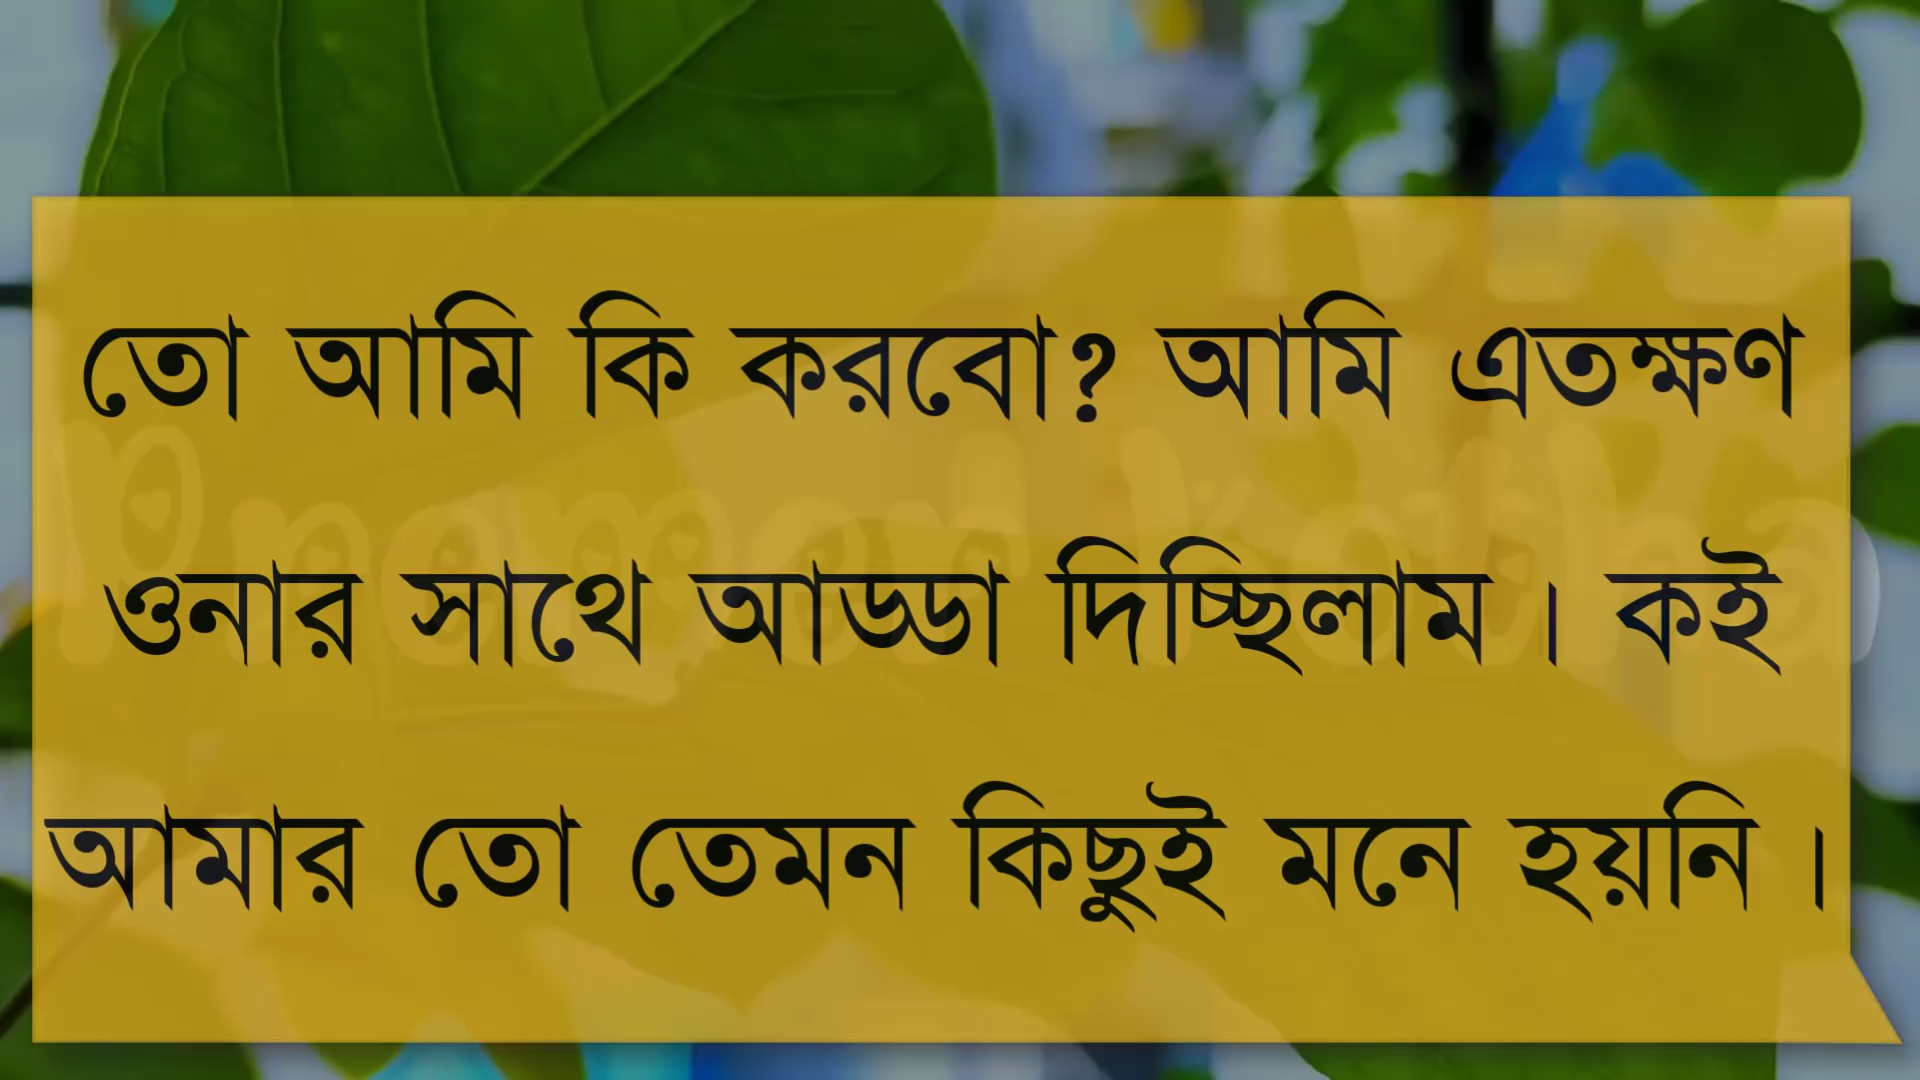 তো আমি কি করবো? আমি এতক্ষণ
ওনার সাথে আড্ডা দিচ্ছিলাম। কই
আমার তো তেমন কিছুই মনে হয়নি।